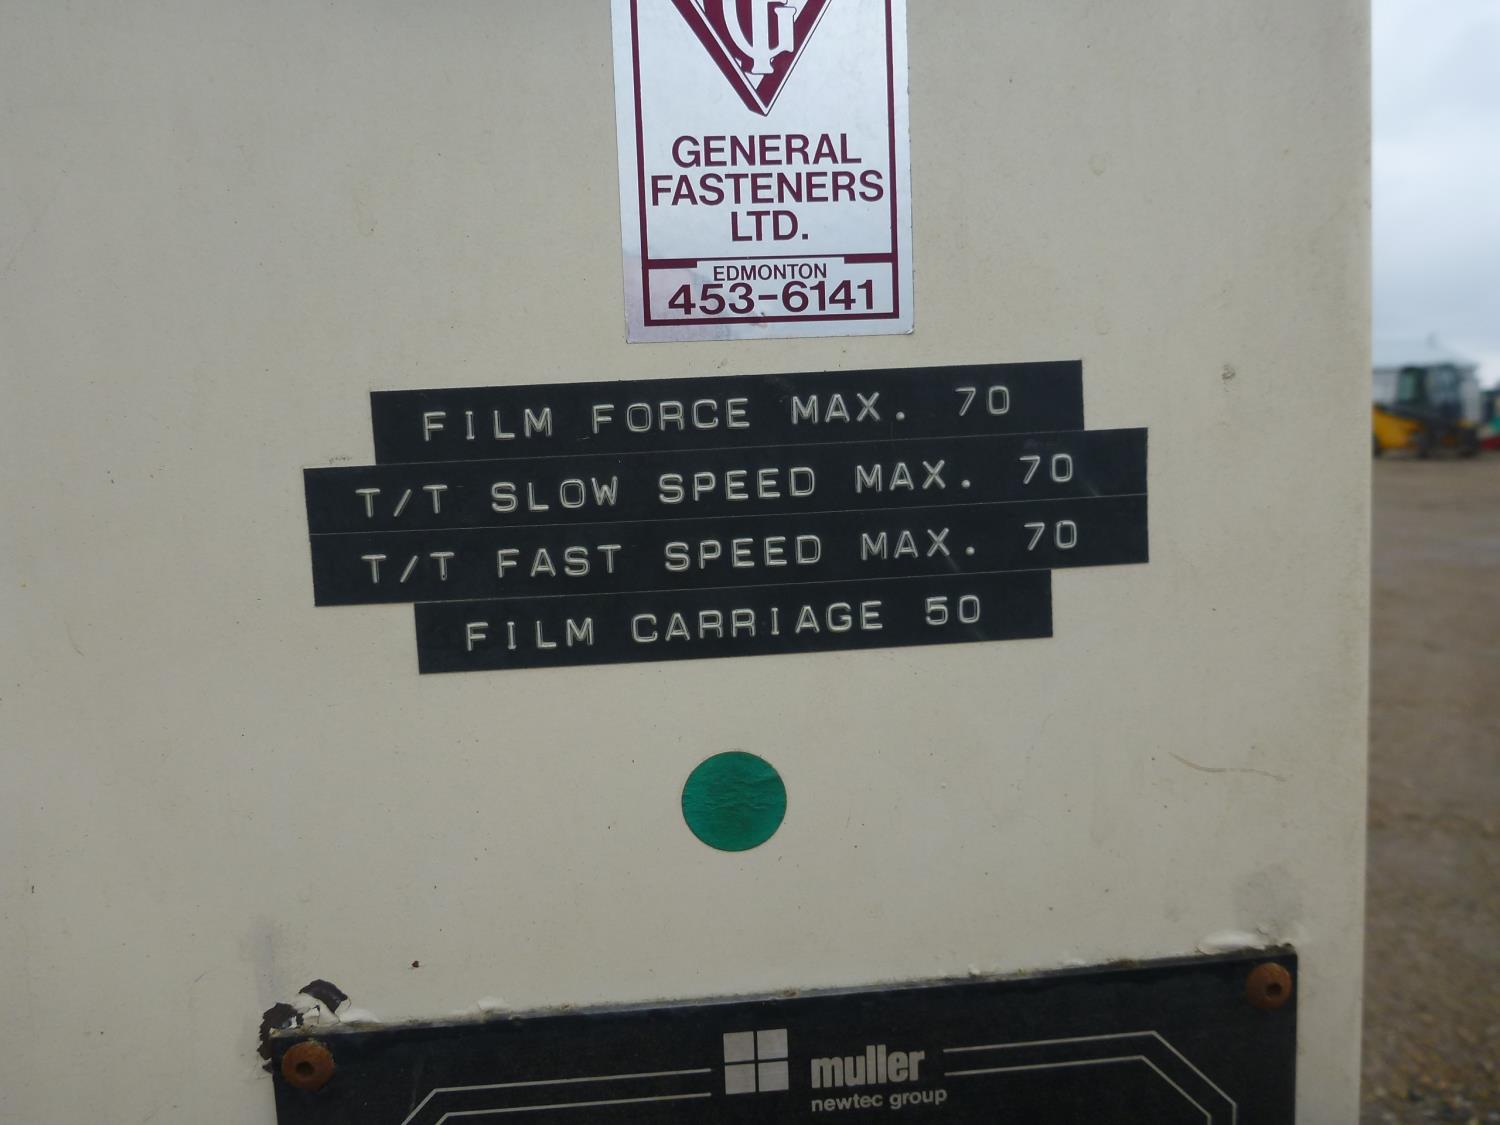 GENERAL
FASTENERS
LTD.
EDMONTON
453-6141
FILM FORCE MAX. 70
T/T SLOW SPEED MAX. 70
T/T FAST SPEED MAX. 70
FILM CARRIAGE 50
muller
newtec group